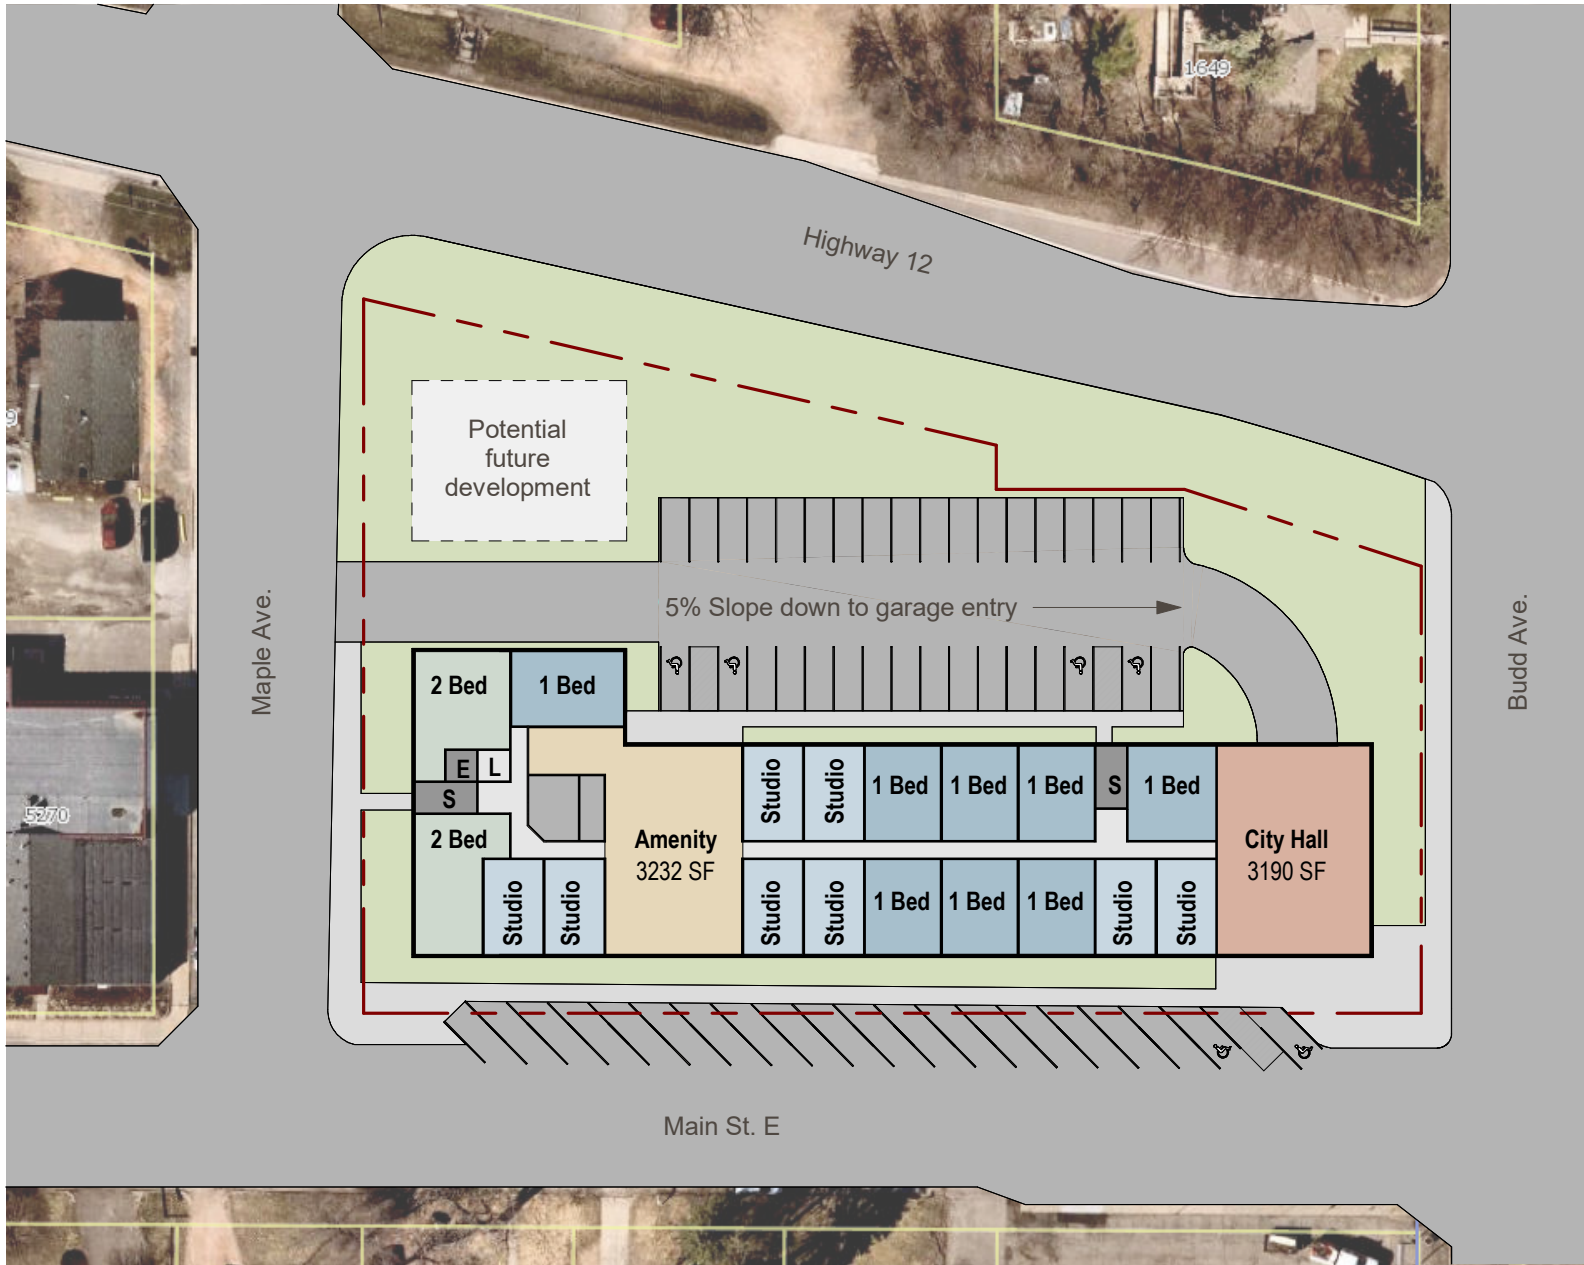 1649
Highway 12
9
Potential
future
development
5% Slope down to garage entry
Maple Ave.
Budd Ave.
2 Bed
1 Bed
E
L
S
5270
2 Bed
Studio
Studio
Amenity
3232 SF
Studio
Studio
1 Bed
1 Bed
1 Bed
S
1 Bed
Studio
Studio
1 Bed
1 Bed
1 Bed
Studio
Studio
City Hall
3190 SF
Main St. E